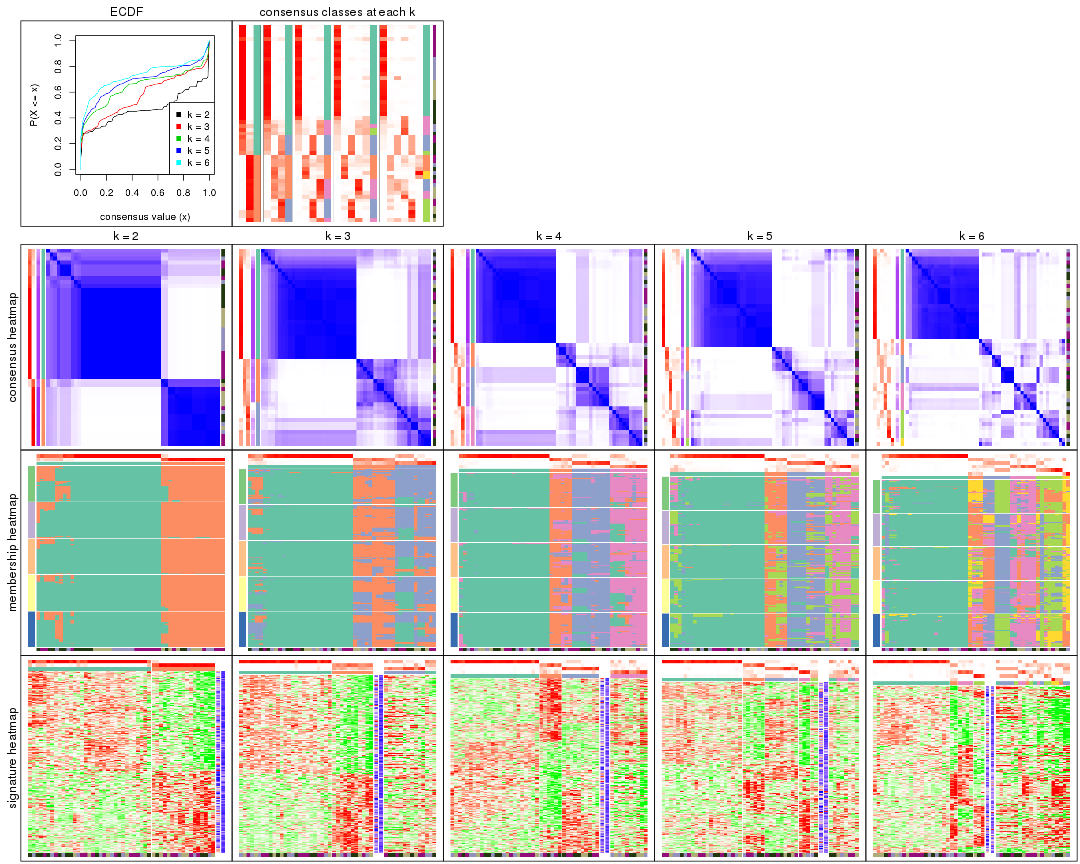 ECDF
consensus classes at each k
P(X <= x)
0.0 0.2 0.4 0.6 0.8 1.0
k = 2
k = 3
k = 4
k = 5
k = 6
0.0 0.2 0.4 0.6 0.8 1.0
consensus value (x)
k = 2
k = 3
k = 4
k = 5
k = 6
consensus heatmap
membership heatmap
signature heatmap